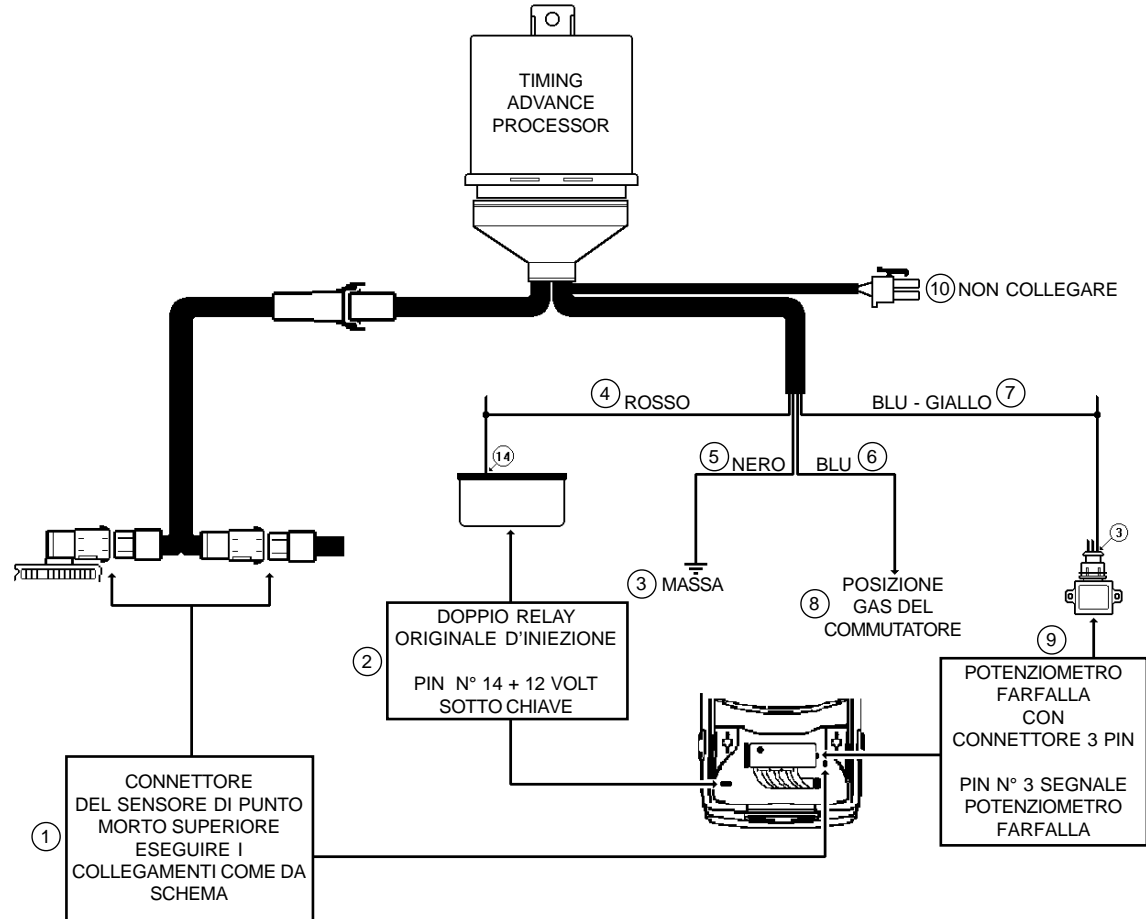 TIMING
ADVANCE
PROCESSOR
10 NON COLLEGARE
4 ROSSO
BLU - GIALLO 7
14
5 NERO
BLU 6
3
3 MASSA
8
POSIZIONE
GAS DEL
COMMUTATORE
2
DOPPIO RELAY
ORIGINALE D'INIEZIONE
PIN N° 14 + 12 VOLT
SOTTO CHIAVE
9
POTENZIOMETRO
FARFALLA
CON
CONNETTORE 3 PIN
PIN N° 3 SEGNALE
POTENZIOMETRO
FARFALLA
1
CONNETTORE
DEL SENSORE DI PUNTO
MORTO SUPERIORE
ESEGUIRE I
COLLEGAMENTI COME DA
SCHEMA